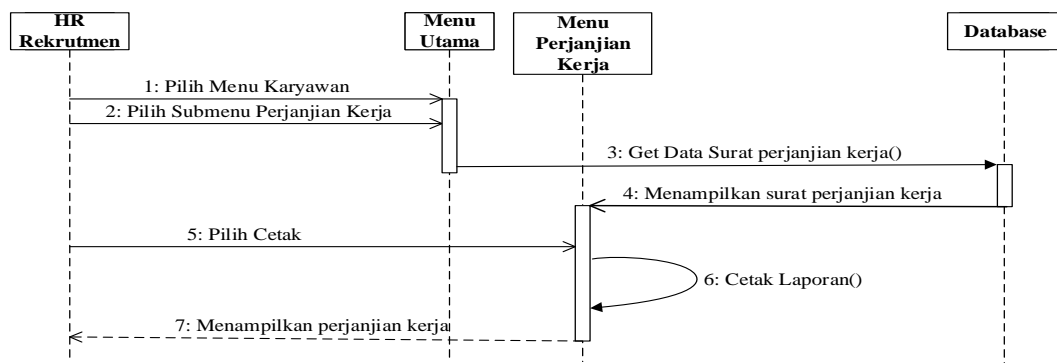 HR
Rekrutmen
Menu
Utama
Menu
Perjanjian
Kerja
Database
1: Pilih Menu Karyawan
2: Pilih Submenu Perjanjian Kerja
3: Get Data Surat perjanjian kerja()
4: Menampilkan surat perjanjian kerja
5: Pilih Cetak
6: Cetak Laporan()
7: Menampilkan perjanjian kerja